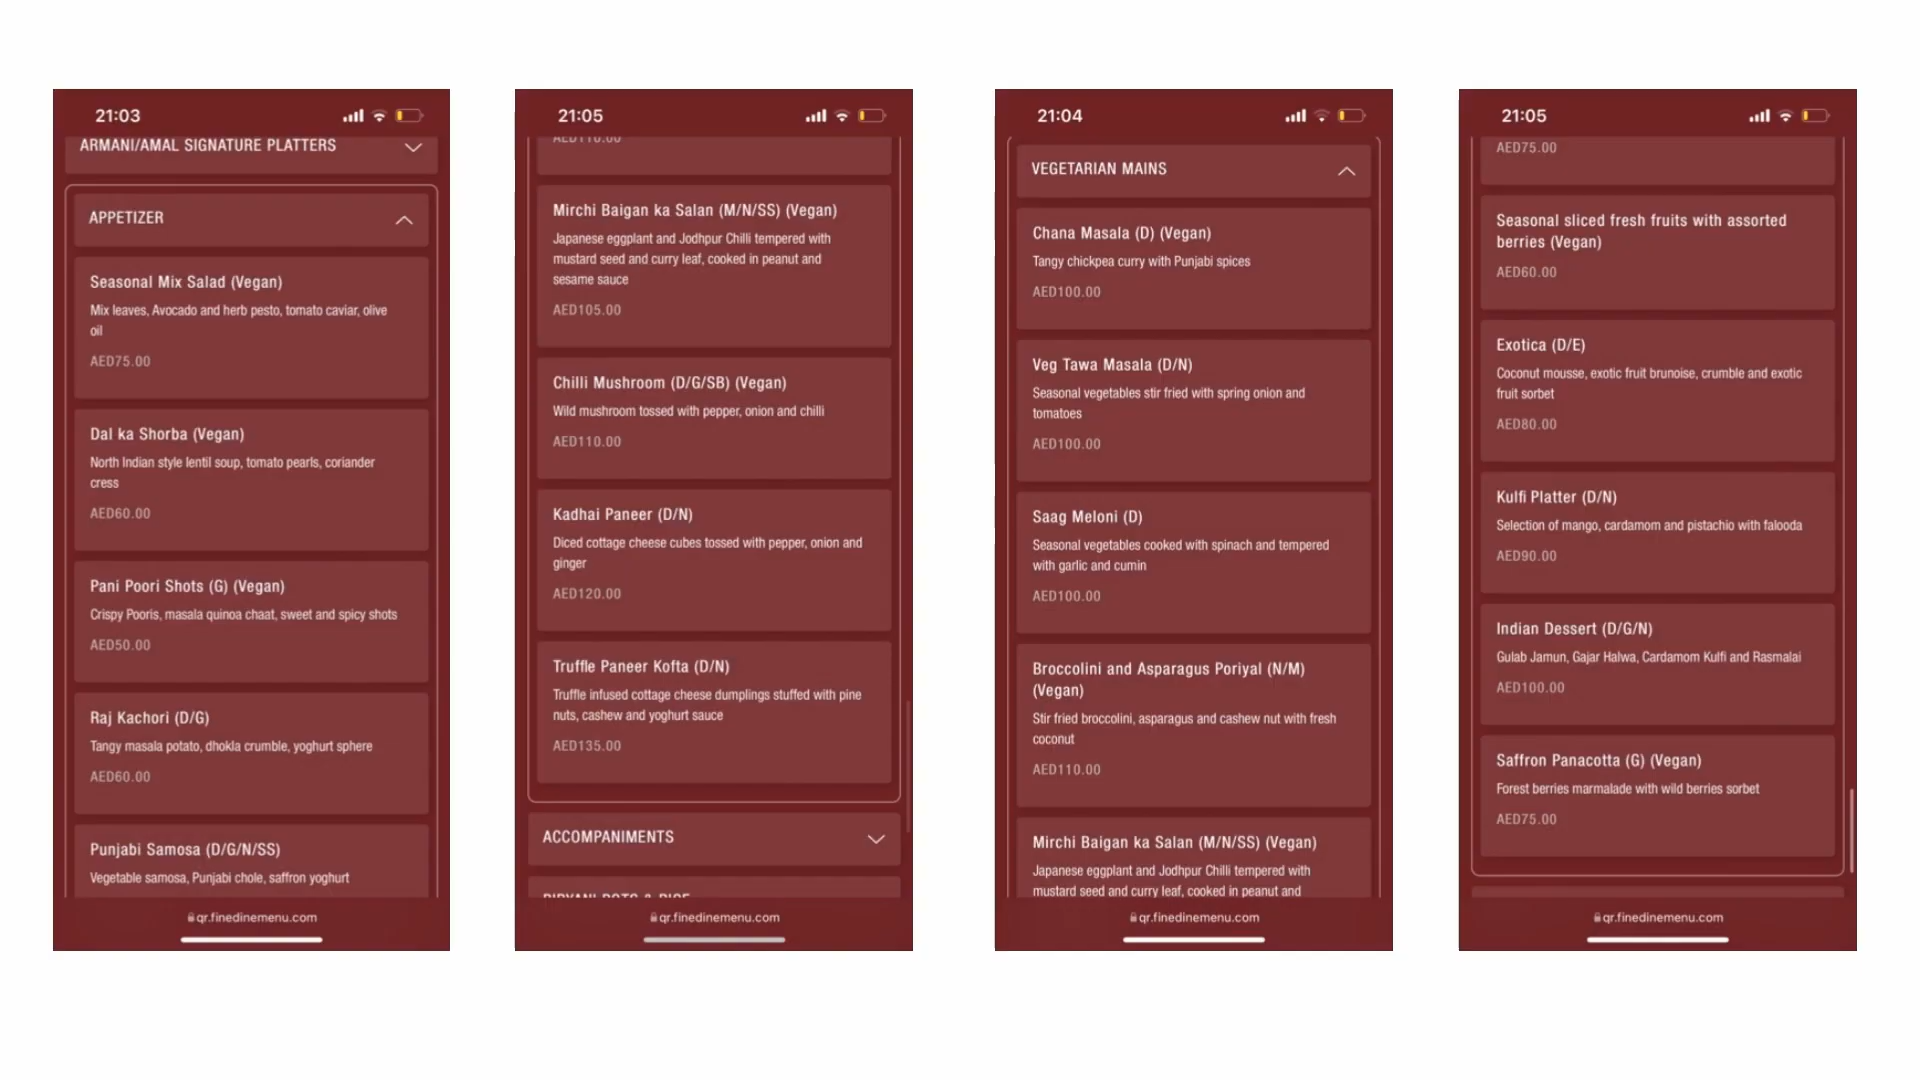 21:03
ARMANI/AMAL SIGNATURE PLATTERS
APPETIZER
Seasonal Mix Salad (Vegan)
Mix leaves, Avocado and herb pesto, tomato caviar, olive
oil
AED75.00
Dal ka Shorba (Vegan)
North Indian style lentil soup, tomato pearls, coriander
cress
AED60.00
Pani Poori Shots (G) (Vegan)
Crispy Pooris, masala quinoa chaat, sweet and spicy shots
AED50.00
Raj Kachori (D/G)
Tangy masala potato, dhokla crumble, yoghurt sphere
AED60.00
Punjabi Samosa (D/G/N/SS)
Vegetable samosa, Punjabi chole, saffron yoghurt
qr.finedinemenu.com
21:05
AED110.00
Mirchi Baigan ka Salan (M/N/SS) (Vegan)
Japanese eggplant and Jodhpur Chilli tempered with
mustard seed and curry leaf, cooked in peanut and
sesame sauce
AED105.00
Chilli Mushroom (D/G/SB) (Vegan)
Wild mushroom tossed with pepper, onion and chilli
AED110.00
Kadhai Paneer (D/N)
Diced cottage cheese cubes tossed with pepper, onion and
ginger
AED120.00
Truffle Paneer Kofta (D/N)
Truffle infused cottage cheese dumplings stuffed with pine
nuts, cashew and yoghurt sauce
AED135.00
ACCOMPANIMENTS
BIRYANI POTS & RICE
qr.finedinemenu.com
21:04
VEGETARIAN MAINS
Chana Masala (D) (Vegan)
Tangy chickpea curry with Punjabi spices
AED100.00
Veg Tawa Masala (D/N)
Seasonal vegetables stir fried with spring onion and
tomatoes
AED100.00
Saag Meloni (D)
Seasonal vegetables cooked with spinach and tempered
with garlic and cumin
AED100.00
Broccolini and Asparagus Poriyal (N/M)
(Vegan)
Stir fried broccolini, asparagus and cashew nut with fresh
coconut
AED110.00
Mirchi Baigan ka Salan (M/N/SS) (Vegan)
Japanese eggplant and Jodhpur Chilli tempered with
mustard seed and curry leaf, cooked in peanut and
qr.finedinemenu.com
21:05
AED75.00
Seasonal sliced fresh fruits with assorted
berries (Vegan)
AED60.00
Exotica (D/E)
Coconut mousse, exotic fruit brunoise, crumble and exotic
fruit sorbet
AED80.00
Kulfi Platter (D/N)
Selection of mango, cardamom and pistachio with falooda
AED90.00
Indian Dessert (D/G/N)
Gulab Jamun, Gajar Halwa, Cardamom Kulfi and Rasmalai
AED100.00
Saffron Panacotta (G) (Vegan)
Forest berries marmalade with wild berries sorbet
AED75.00
qr.finedinemenu.com